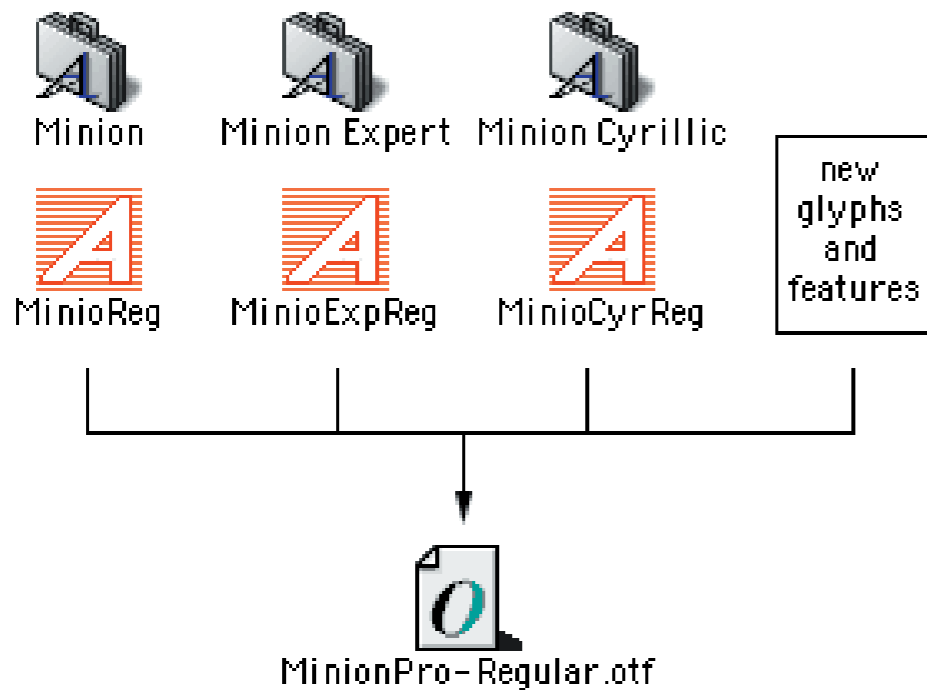 Minion
Minion Expert
Minion Cyrillic
MinioReg
MinioExpReg
MinioCyrReg
new
glyphs
and
features
MinionPro-Regular.otf